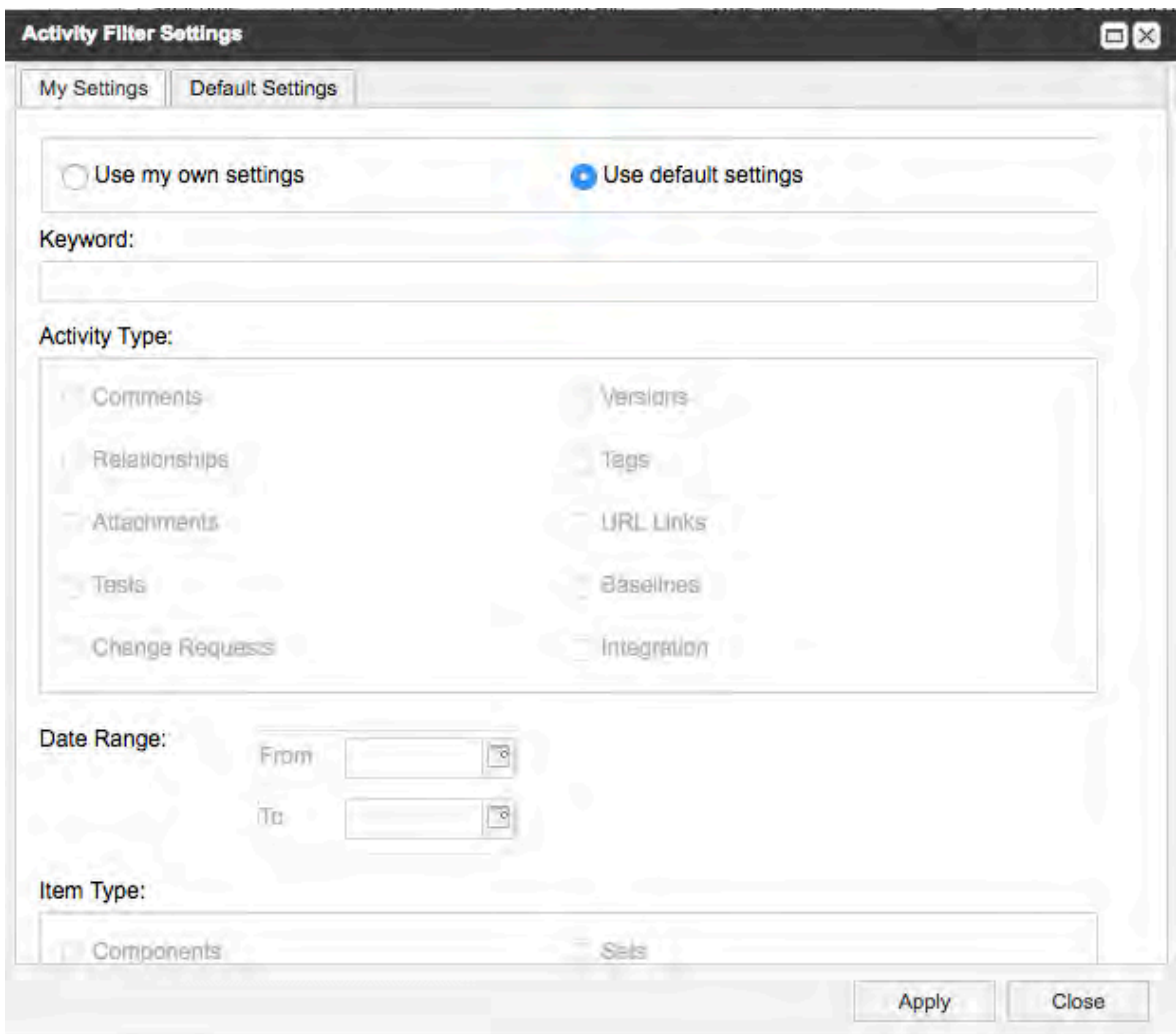 Activity Filter Settings
My Settings Default Settings
Use my own settings Use default settings
Keyword:
Activity Type:
Comments Versions
Relationships Tags
Attachments URL Links
Tests Baselines
Change Requests Integration
Date Range:
From
To
Item Type:
Components Sets
Apply Close